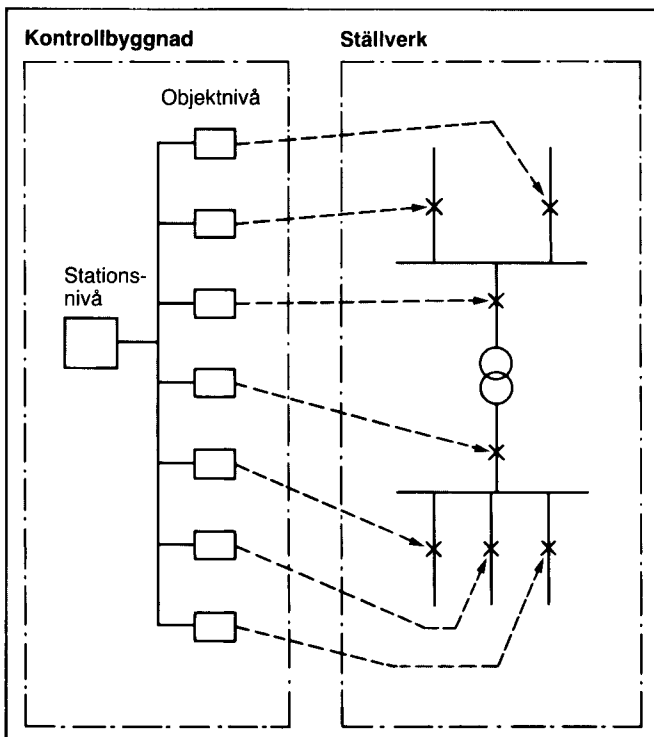 Kontrollbyggnad
Ställverk
Objektnivå
Stations-
nivå